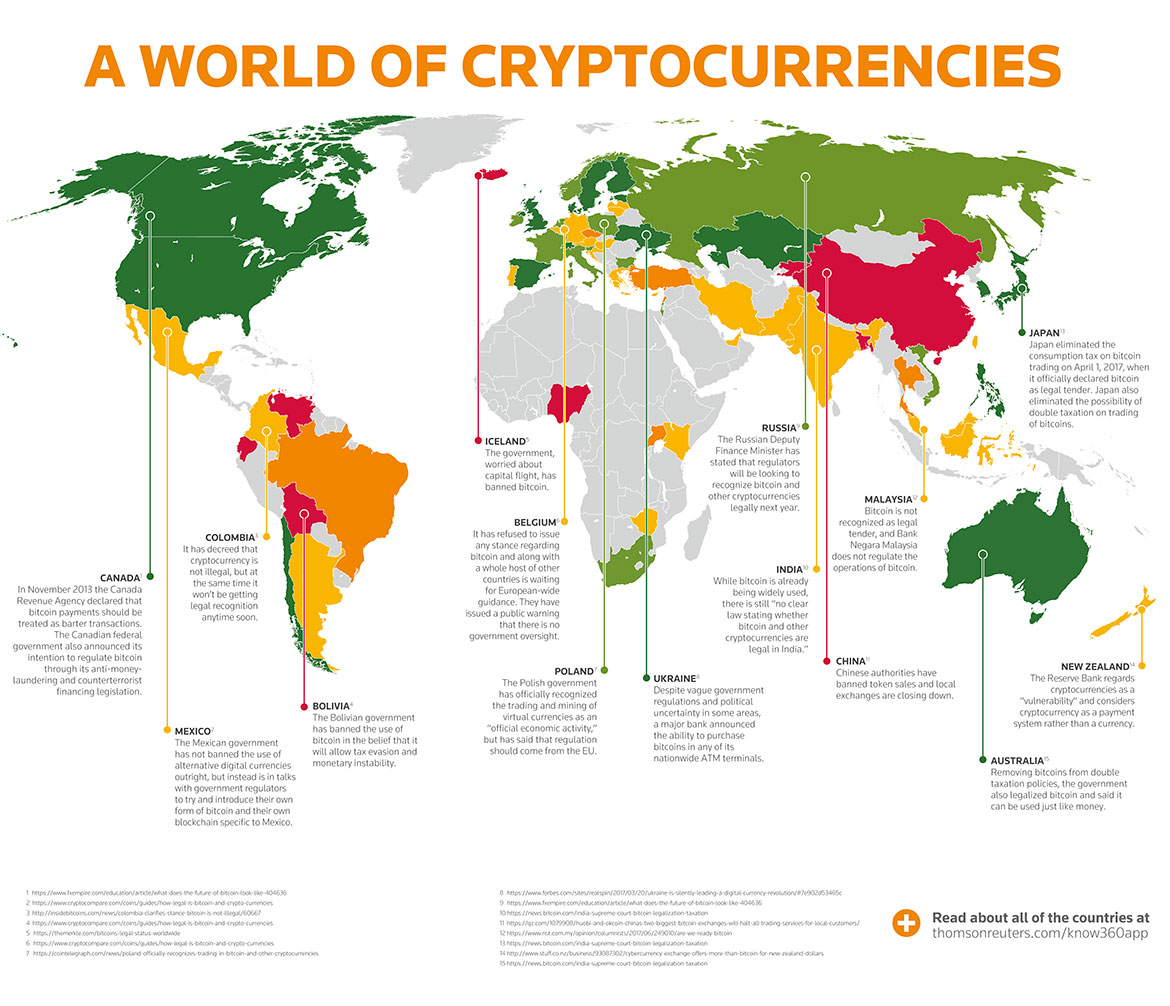 A WORLD OF CRYPTOCURRENCIES
JAPAN13
Japan eliminated the
consumption tax on bitcoin
trading on April 1, 2017, when
it officially declared bitcoin
as legal tender. Japan also
eliminated the possibility of
double taxation on trading
of bitcoins.
ICELAND5
The government,
worried about
capital flight, has
banned bitcoin.
RUSSIA9
The Russian Deputy
Finance Minister has
stated that regulators
will be looking to
recognize bitcoin and
other cryptocurrencies
legally next year.
MALAYSIA12
Bitcoin is not
recognized as legal
tender, and Bank
Negara Malaysia
does not regulate the
operations of bitcoin.
BELGIUM6
It has refused to issue
any stance regarding
bitcoin and along with
a whole host of other
countries is waiting
for European-wide
guidance. They have
issued a public warning
that there is no
government oversight.
COLOMBIA3
It has decreed that
cryptocurrency is
not illegal, but at
the same time it
won't be getting
legal recognition
anytime soon.
INDIA10
While bitcoin is already
being widely used,
there is still "no clear
law stating whether
bitcoin and other
cryptocurrencies are
legal in India."
CANADA1
In November 2013 the Canada
Revenue Agency declared that
bitcoin payments should be
treated as barter transactions.
The Canadian federal
government also announced its
intention to regulate bitcoin
through its anti-money-
laundering and counterterrorist
financing legislation.
CHINA11
Chinese authorities have
banned token sales and local
exchanges are closing down.
NEW ZEALAND14
The Reserve Bank regards
cryptocurrencies as a
"vulnerability" and considers
cryptocurrency as a payment
system rather than a currency.
POLAND7
The Polish government
has officially recognized
the trading and mining of
virtual currencies as an
"official economic activity,"
but has said that regulation
should come from the EU.
UKRAINE8
Despite vague government
regulations and political
uncertainty in some areas,
a major bank announced
the ability to purchase
bitcoins in any of its
nationwide ATM terminals.
BOLIVIA4
The Bolivian government
has banned the use of
bitcoin in the belief that it
will allow tax evasion and
monetary instability.
MEXICO2
The Mexican government
has not banned the use of
alternative digital currencies
outright, but instead is in talks
with government regulators
to try and introduce their own
form of bitcoin and their own
blockchain specific to Mexico.
AUSTRALIA15
Removing bitcoins from double
taxation policies, the government
also legalized bitcoin and said it
can be used just like money.
1 https://www.fxempire.com/education/article/what-does-the-future-of-bitcoin-look-like-404636
2 https://www.cryptocompare.com/coins/guides/how-legal-is-bitcoin-and-crypto-currencies
3 http://insidebitcoins.com/news/colombia-clarifies-stance-bitcoin-is-not-illegal/60667
4 https://www.cryptocompare.com/coins/guides/how-legal-is-bitcoin-and-crypto-currencies
5 https://themerkle.com/bitcoins-legal-status-worldwide
6 https://www.cryptocompare.com/coins/guides/how-legal-is-bitcoin-and-crypto-currencies
7 https://cointelegraph.com/news/poland-officially-recognizes-trading-in-bitcoin-and-other-cryptocurrencies
8 https://www.forbes.com/sites/realspin/2017/03/20/ukraine-is-silently-leading-a-digital-currency-revolution/#7e902d53465c
9 https://www.fxempire.com/education/article/what-does-the-future-of-bitcoin-look-like-404636
10 https://news.bitcoin.com/india-supreme-court-bitcoin-legalization-taxation
11 https://qz.com/1079900/huobi-and-okcoin-chinas-two-biggest-bitcoin-exchanges-will-halt-all-trading-services-for-local-customers/
12 https://www.nst.com.my/opinion/columnists/2017/06/249010/are-we-ready-bitcoin
13 https://news.bitcoin.com/india-supreme-court-bitcoin-legalization-taxation
14 http://www.stuff.co.nz/business/93087302/cybercurrency-exchange-offers-more-than-bitcoin-for-new-zealand-dollars
15 https://news.bitcoin.com/india-supreme-court-bitcoin-legalization-taxation
Read about all of the countries at
thomsonreuters.com/know360app